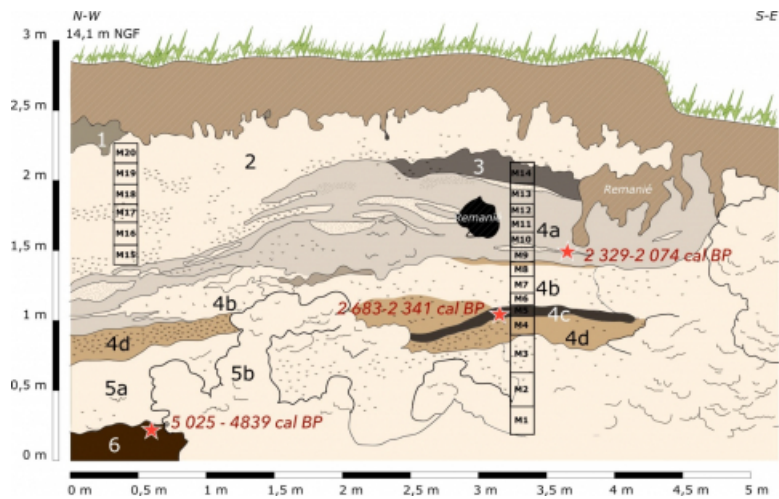 N-W
S-E
3 m
14,1 m NGF
2,5 m
2 m
1,5 m
1 m
0,5 m
0 m
1
2
3
Remanié
Remanié
4a
2 329-2 074 cal BP
4b
4b
2 683-2 341 cal BP
4c
4d
4d
5a
5b
5 025 - 4839 cal BP
6
M20
M19
M18
M17
M16
M15
M14
M13
M12
M11
M10
M9
M8
M7
M6
M5
M4
M3
M2
M1
0 m
0,5 m
1 m
1,5 m
2 m
2,5 m
3 m
3,5 m
4 m
4,5 m
5 m